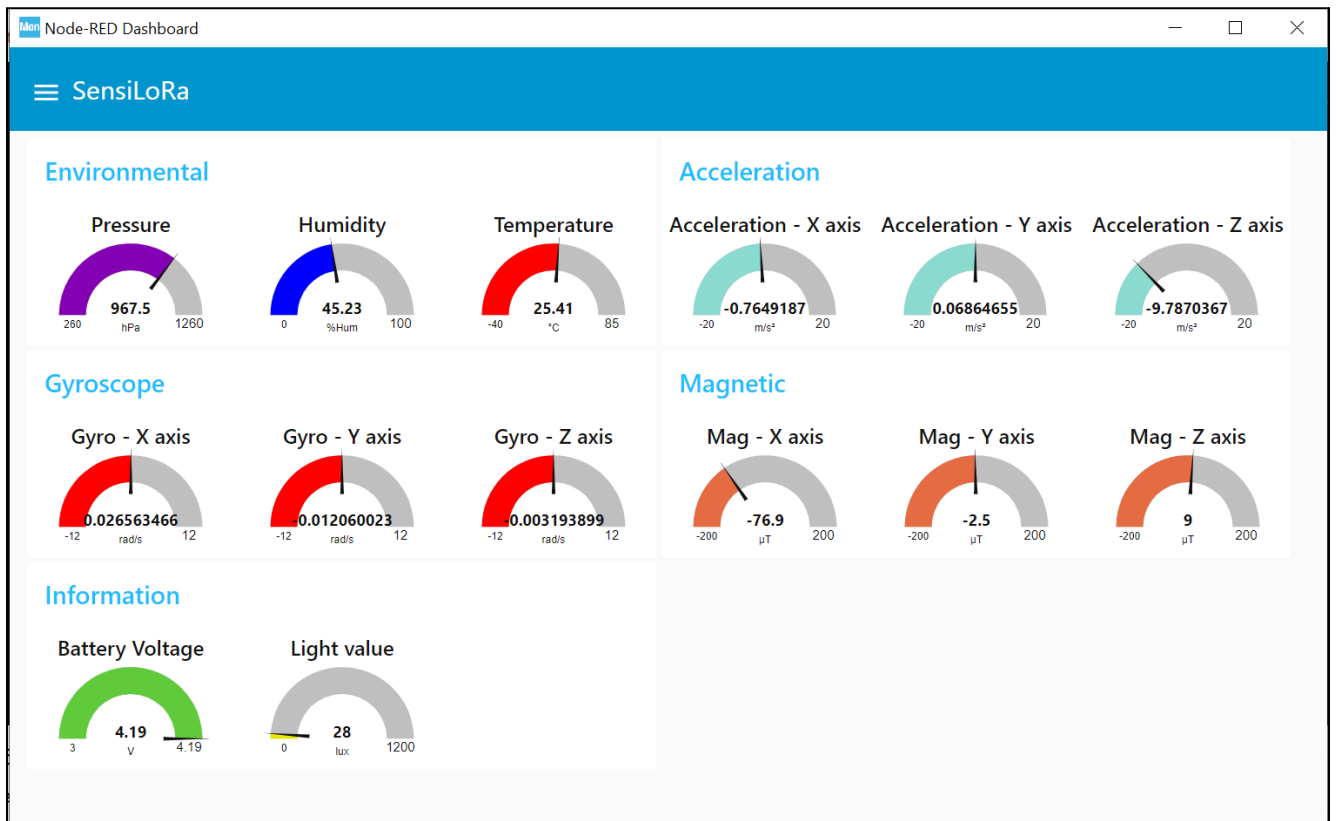 Mon Node-RED Dashboard
SensiLoRa
Environmental
Pressure
967.5
260 hPa 1260
Humidity
45.23
0 %Hum 100
Temperature
25.41
-40 °C 85
Acceleration
Acceleration - X axis
-0.7649187
-20 m/s² 20
Acceleration - Y axis
0.06864655
-20 m/s² 20
Acceleration - Z axis
-9.7870367
-20 m/s² 20
Gyroscope
Gyro - X axis
0.026563466
-12 rad/s 12
Gyro - Y axis
-0.012060023
-12 rad/s 12
Gyro - Z axis
-0.003193899
-12 rad/s 12
Magnetic
Mag - X axis
-76.9
-200 µT 200
Mag - Y axis
-2.5
-200 µT 200
Mag - Z axis
9
-200 µT 200
Information
Battery Voltage
4.19
3 V 4.19
Light value
28
0 lux 1200